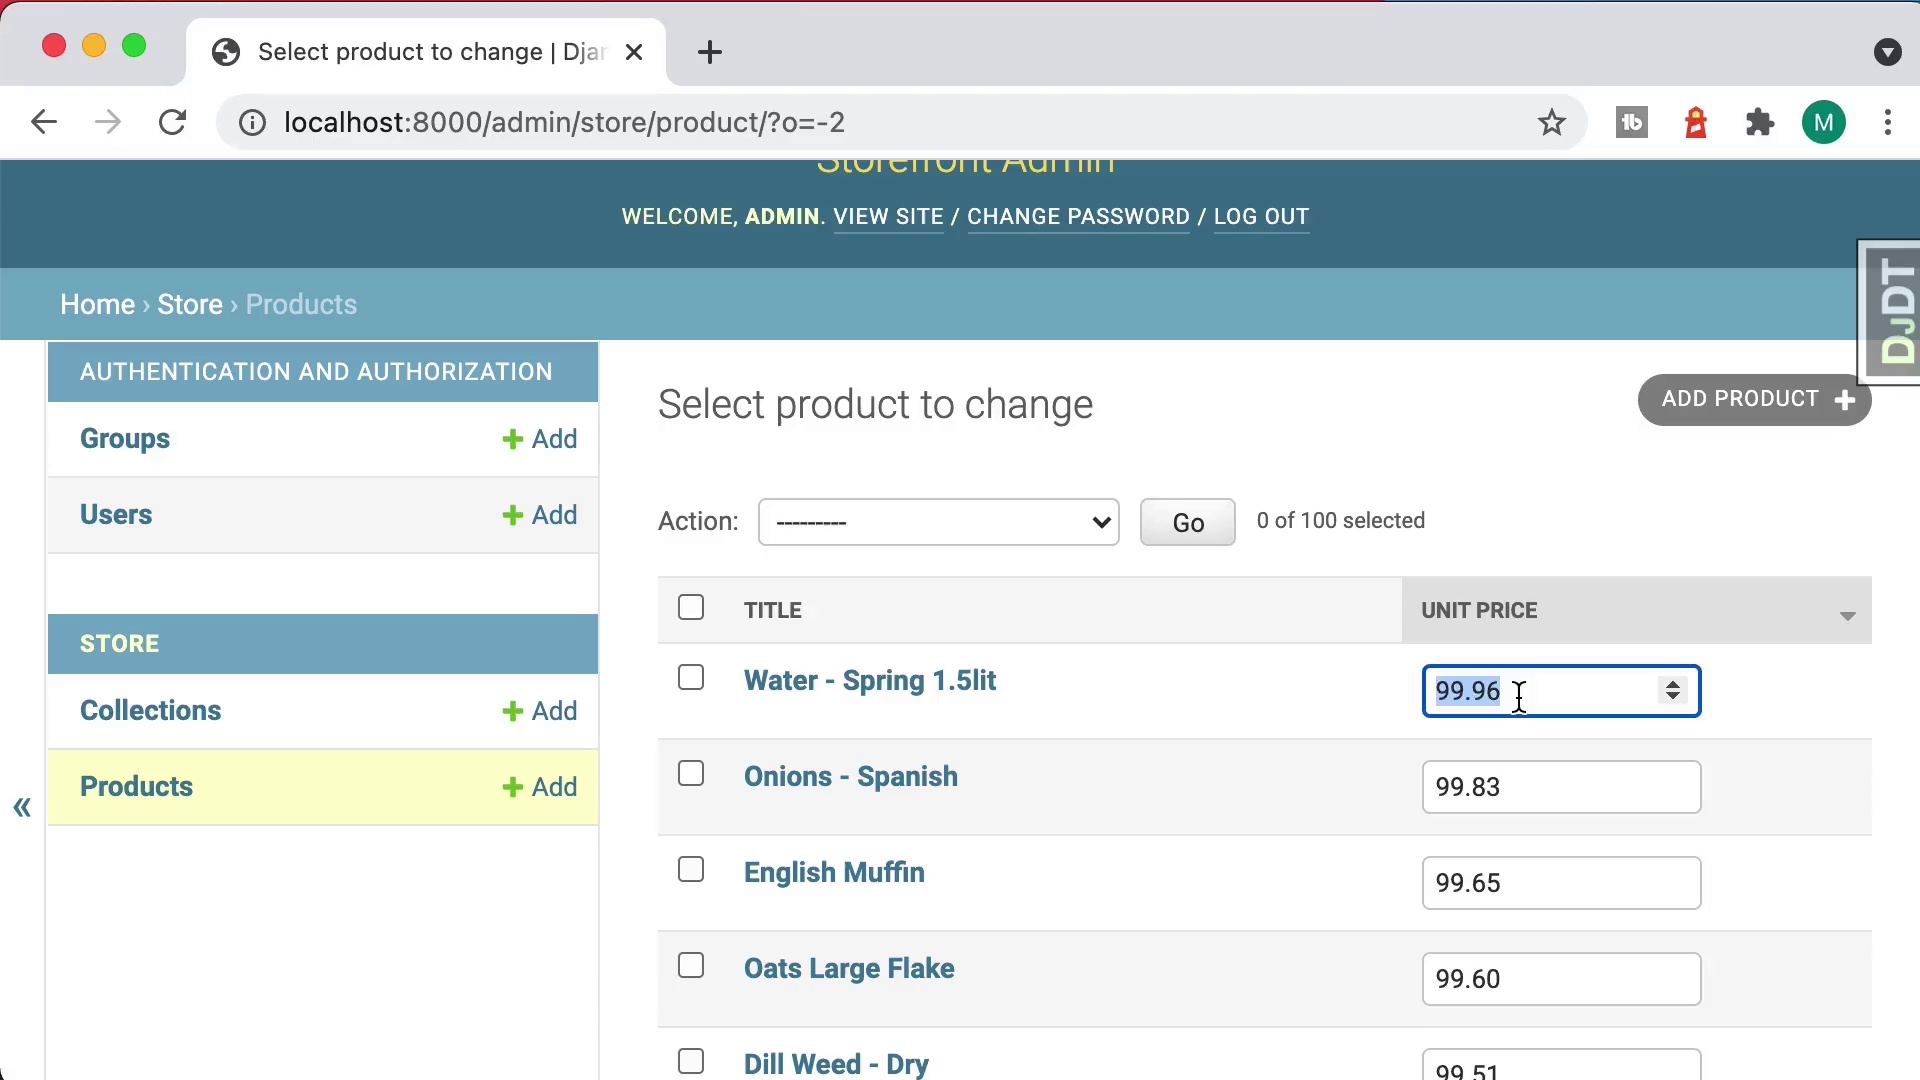 Select product to change | Djan
localhost:8000/admin/store/product/?o=-2
M
Storefront Admin
WELCOME, ADMIN. VIEW SITE / CHANGE PASSWORD / LOG OUT
DJDT
Home › Store › Products
AUTHENTICATION AND AUTHORIZATION
Groups + Add
Users + Add
STORE
Collections + Add
Products + Add
«
Select product to change
ADD PRODUCT +
Action: --------- Go 0 of 100 selected
TITLE UNIT PRICE
Water - Spring 1.5lit 99.96
Onions - Spanish 99.83
English Muffin 99.65
Oats Large Flake 99.60
Dill Weed - Dry 99.51